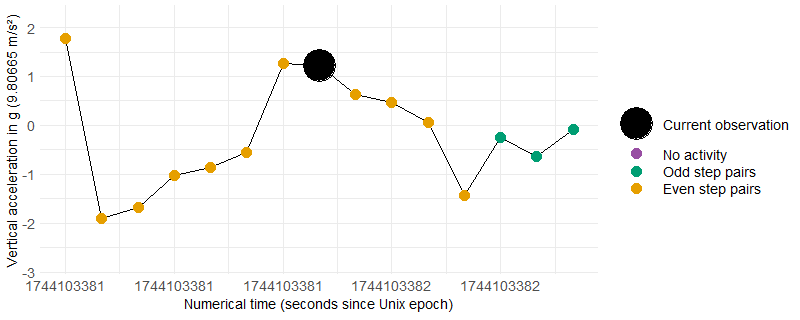 Vertical acceleration in g (9.80665 m/s²)
2
1
0
-1
-2
-3
1744103381 1744103381 1744103381 1744103382 1744103382
Numerical time (seconds since Unix epoch)
Current observation
No activity
Odd step pairs
Even step pairs